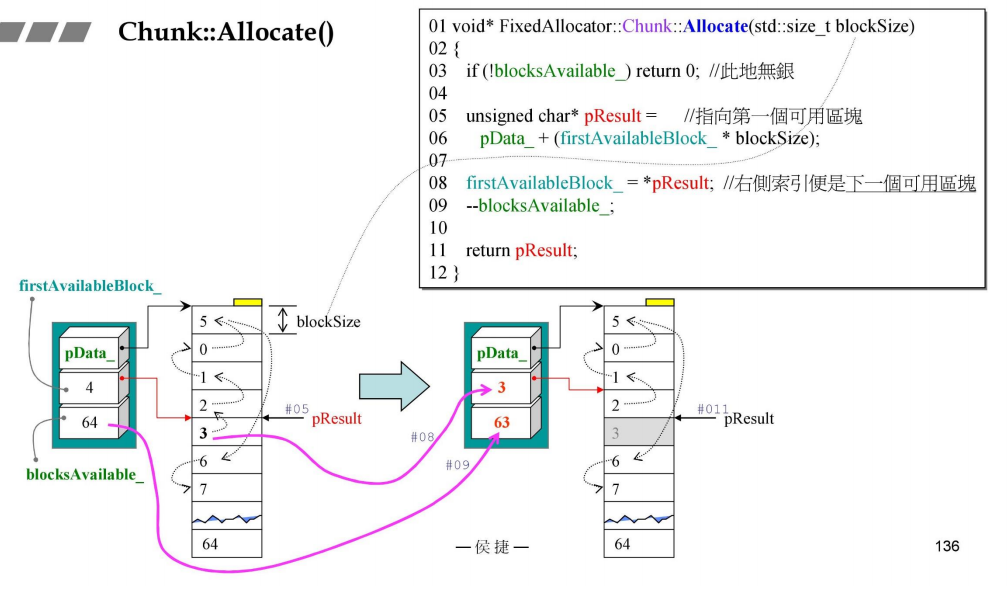 Chunk::Allocate()
01 void* FixedAllocator::Chunk::Allocate(std::size_t blockSize)
02 {
03 if (!blocksAvailable_) return 0; //此地無銀
04
05 unsigned char* pResult = //指向第一個可用區塊
06 pData_ + (firstAvailableBlock_ * blockSize);
07
08 firstAvailableBlock_ = *pResult; //右側索引便是下一個可用區塊
09 --blocksAvailable_;
10
11 return pResult;
12 }
firstAvailableBlock_
pData_
4
64
blocksAvailable_
5
0
1
2
3
6
7
64
blockSize
#05
pResult
#08
#09
pData_
3
63
5
0
1
2
3
6
7
64
#011
pResult
—侯捷—
136